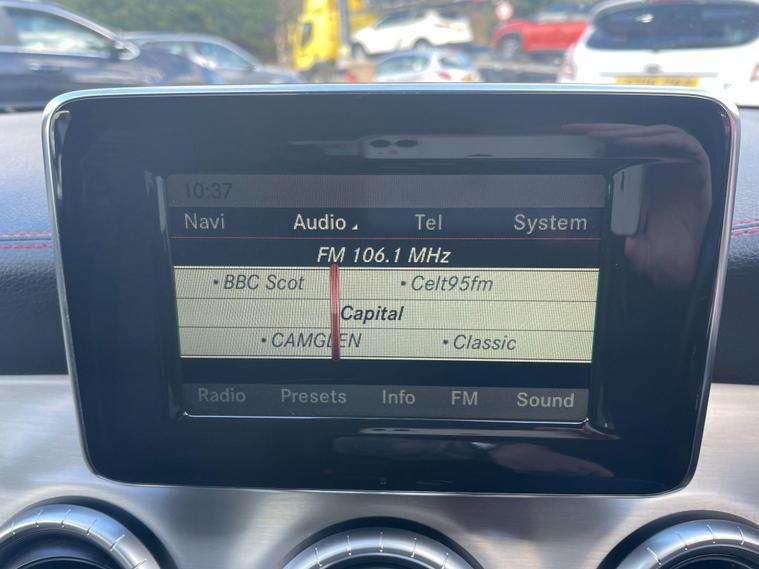 10:37
Navi Audio Tel System
FM 106.1 MHz
• BBC Scot • Celt95fm
Capital
• CAMGLEN • Classic
Radio Presets Info FM Sound